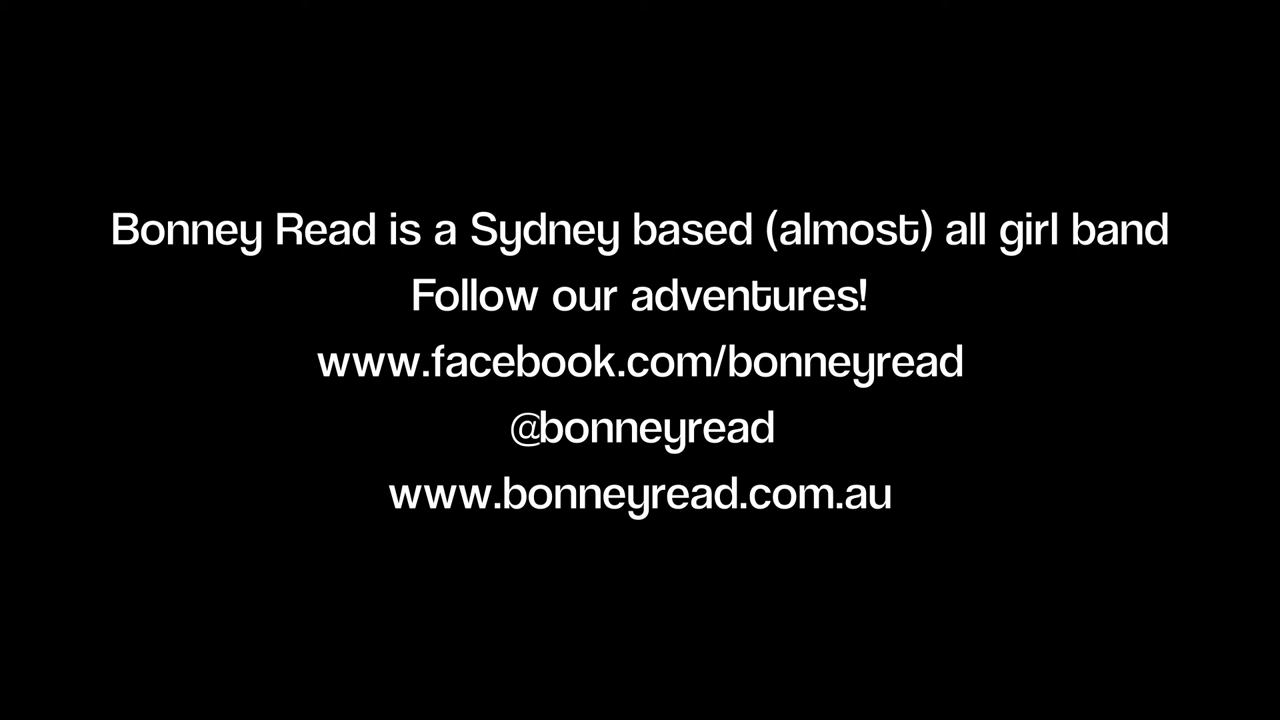 Bonney Read is a Sydney based (almost) all girl band
Follow our adventures!
www.facebook.com/bonneyread
@bonneyread
www.bonneyread.com.au